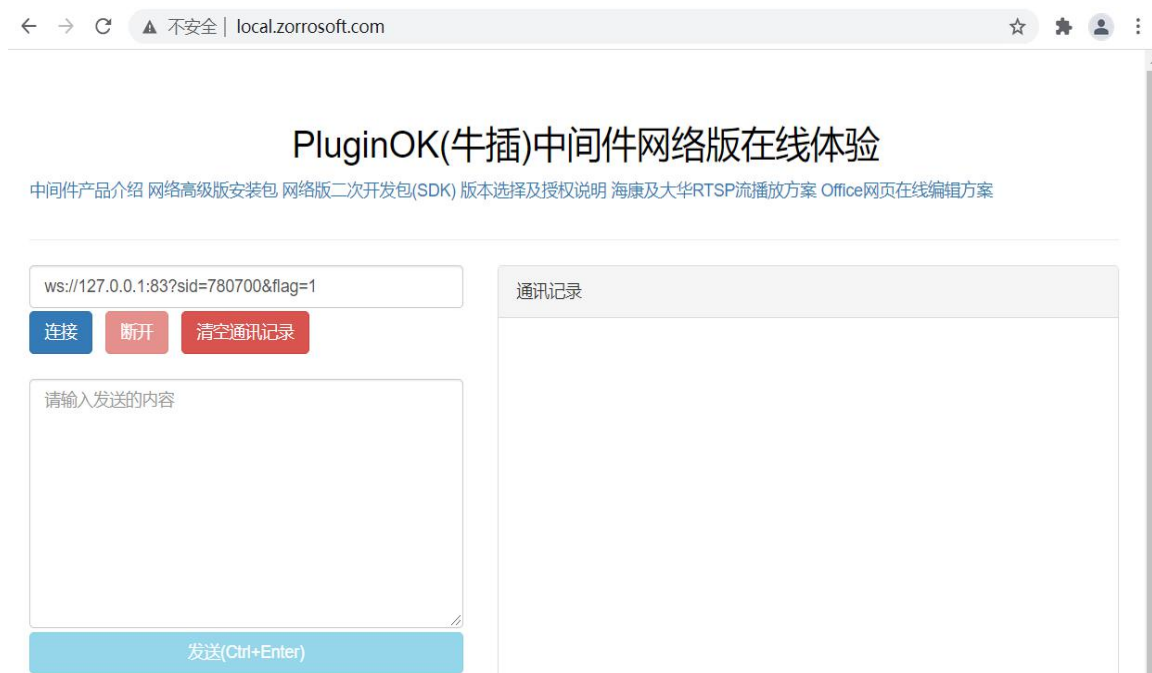 不安全 | local.zorrosoft.com
PluginOK(牛插)中间件网络版在线体验
中间件产品介绍 网络高级版安装包 网络版二次开发包(SDK) 版本选择及授权说明 海康及大华RTSP流播放方案 Office网页在线编辑方案
ws://127.0.0.1:83?sid=780700&flag=1
连接 断开 清空通讯记录
请输入发送的内容
发送(Ctrl+Enter)
通讯记录